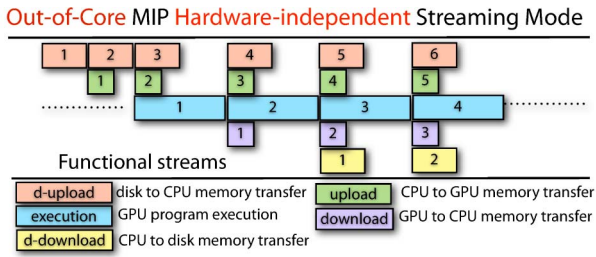 Out-of-Core MIP Hardware-independent Streaming Mode
1 2 3 4 5 6
1 2 3 4 5
1 2 3 4
1 2 3
1 2
Functional streams
d-upload disk to CPU memory transfer
upload CPU to GPU memory transfer
execution GPU program execution
download GPU to CPU memory transfer
d-download CPU to disk memory transfer